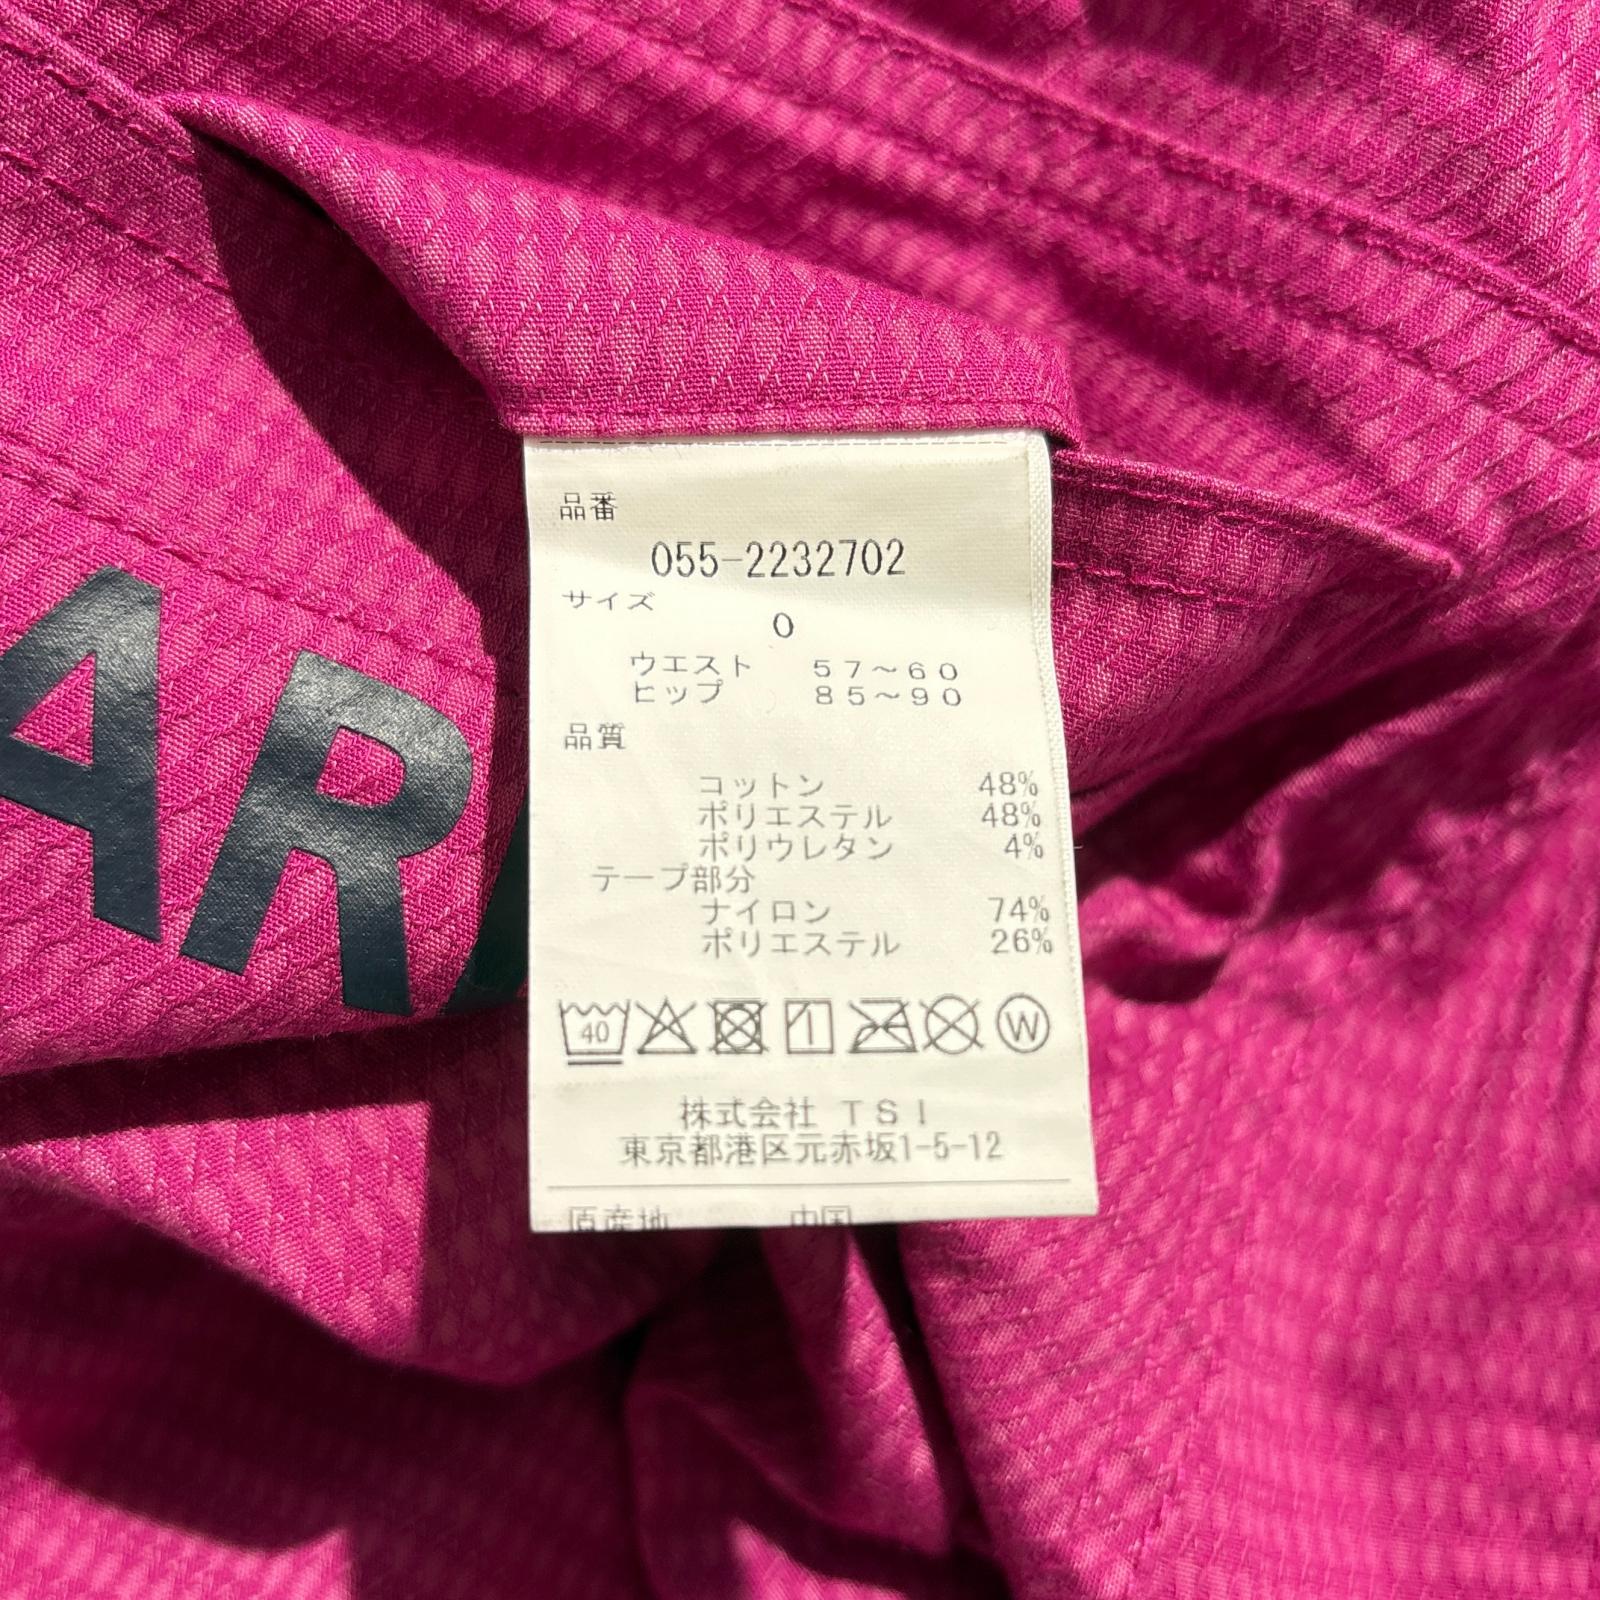 品番
055-2232702
サイズ
0
ウエスト 57～60
ヒップ 85～90
品質
コットン 48%
ポリエステル 48%
ポリウレタン 4%
テープ部分
ナイロン 74%
ポリエステル 26%
40
W
株式会社 TSI
東京都港区元赤坂1-5-12
原産地 中国
AR